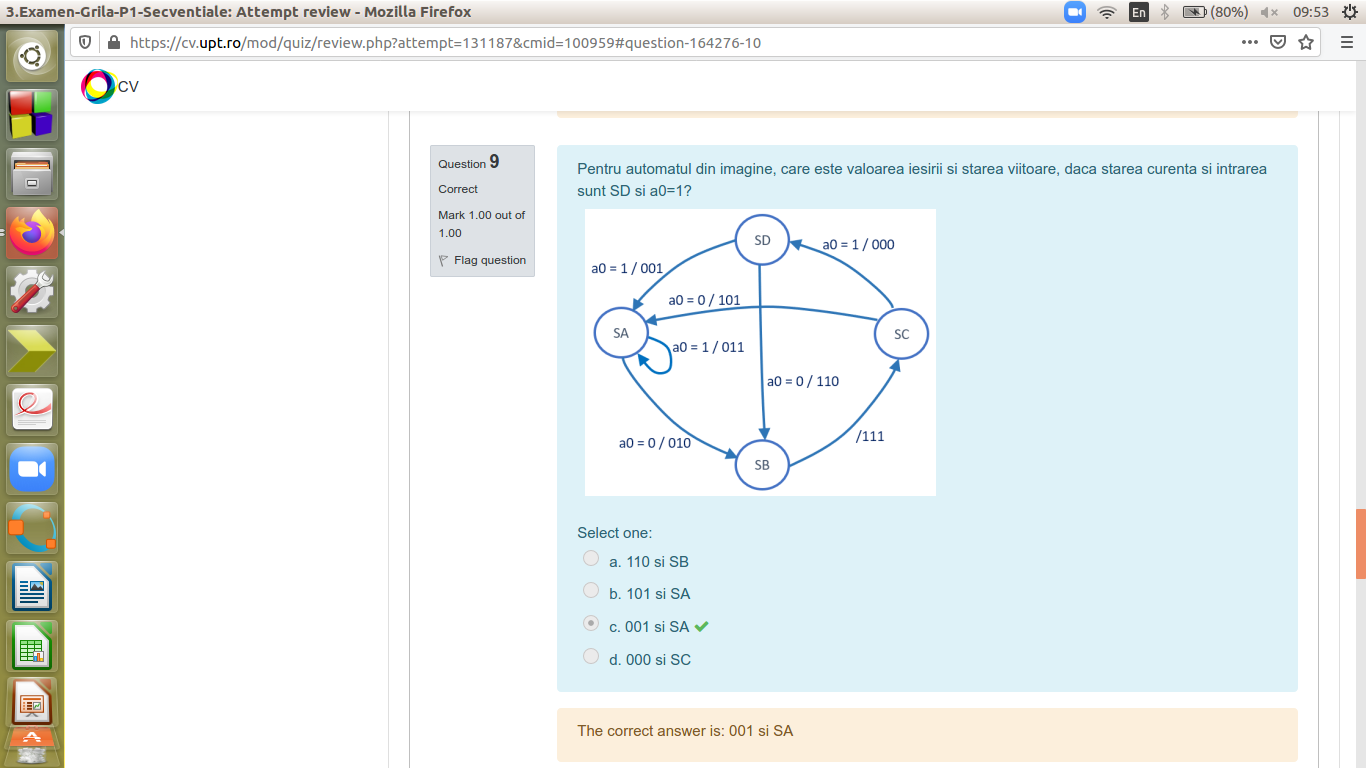 3.Examen-Grila-P1-Secventiale: Attempt review - Mozilla Firefox
En
(80%)
09:53
https://cv.upt.ro/mod/quiz/review.php?attempt=131187&cmid=100959#question-164276-10
CV
Question 9
Correct
Mark 1.00 out of
1.00
Flag question
Pentru automatul din imagine, care este valoarea iesirii si starea viitoare, daca starea curenta si intrarea
sunt SD si a0=1?
SD
a0 = 1 / 000
a0 = 1 / 001
a0 = 0 / 101
SA
SC
a0 = 1 / 011
a0 = 0 / 110
a0 = 0 / 010
/111
SB
Select one:
a. 110 si SB
b. 101 si SA
c. 001 si SA
d. 000 si SC
The correct answer is: 001 si SA